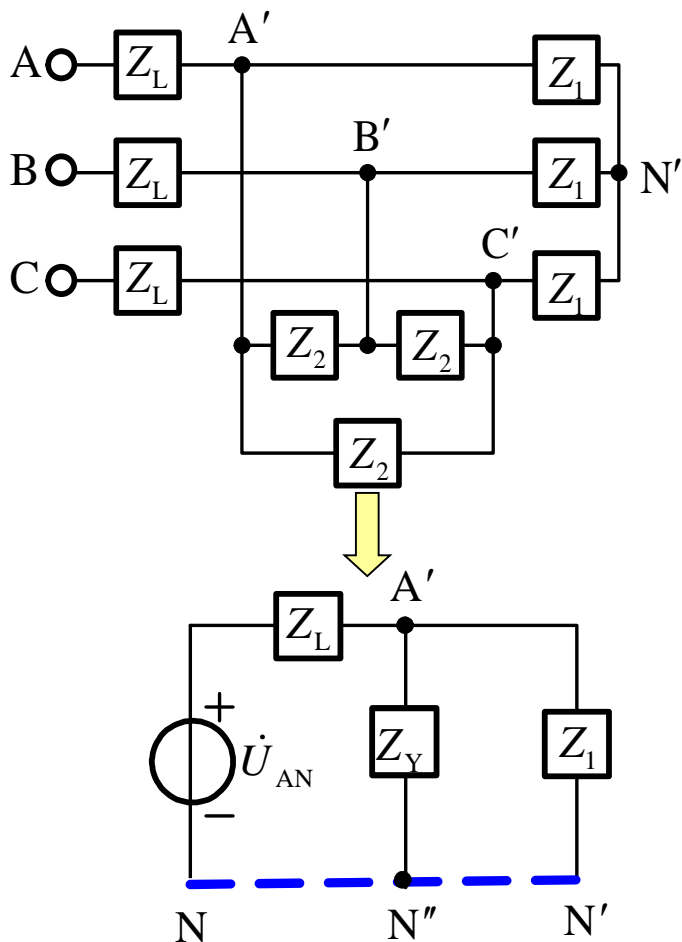 A′
A Z_L Z_1
B′
B Z_L Z_1 N′
C′
C Z_L Z_1
Z_2 Z_2
Z_2
A′
Z_L
+
U̇_AN Z_Y Z_1
−
N N″ N′